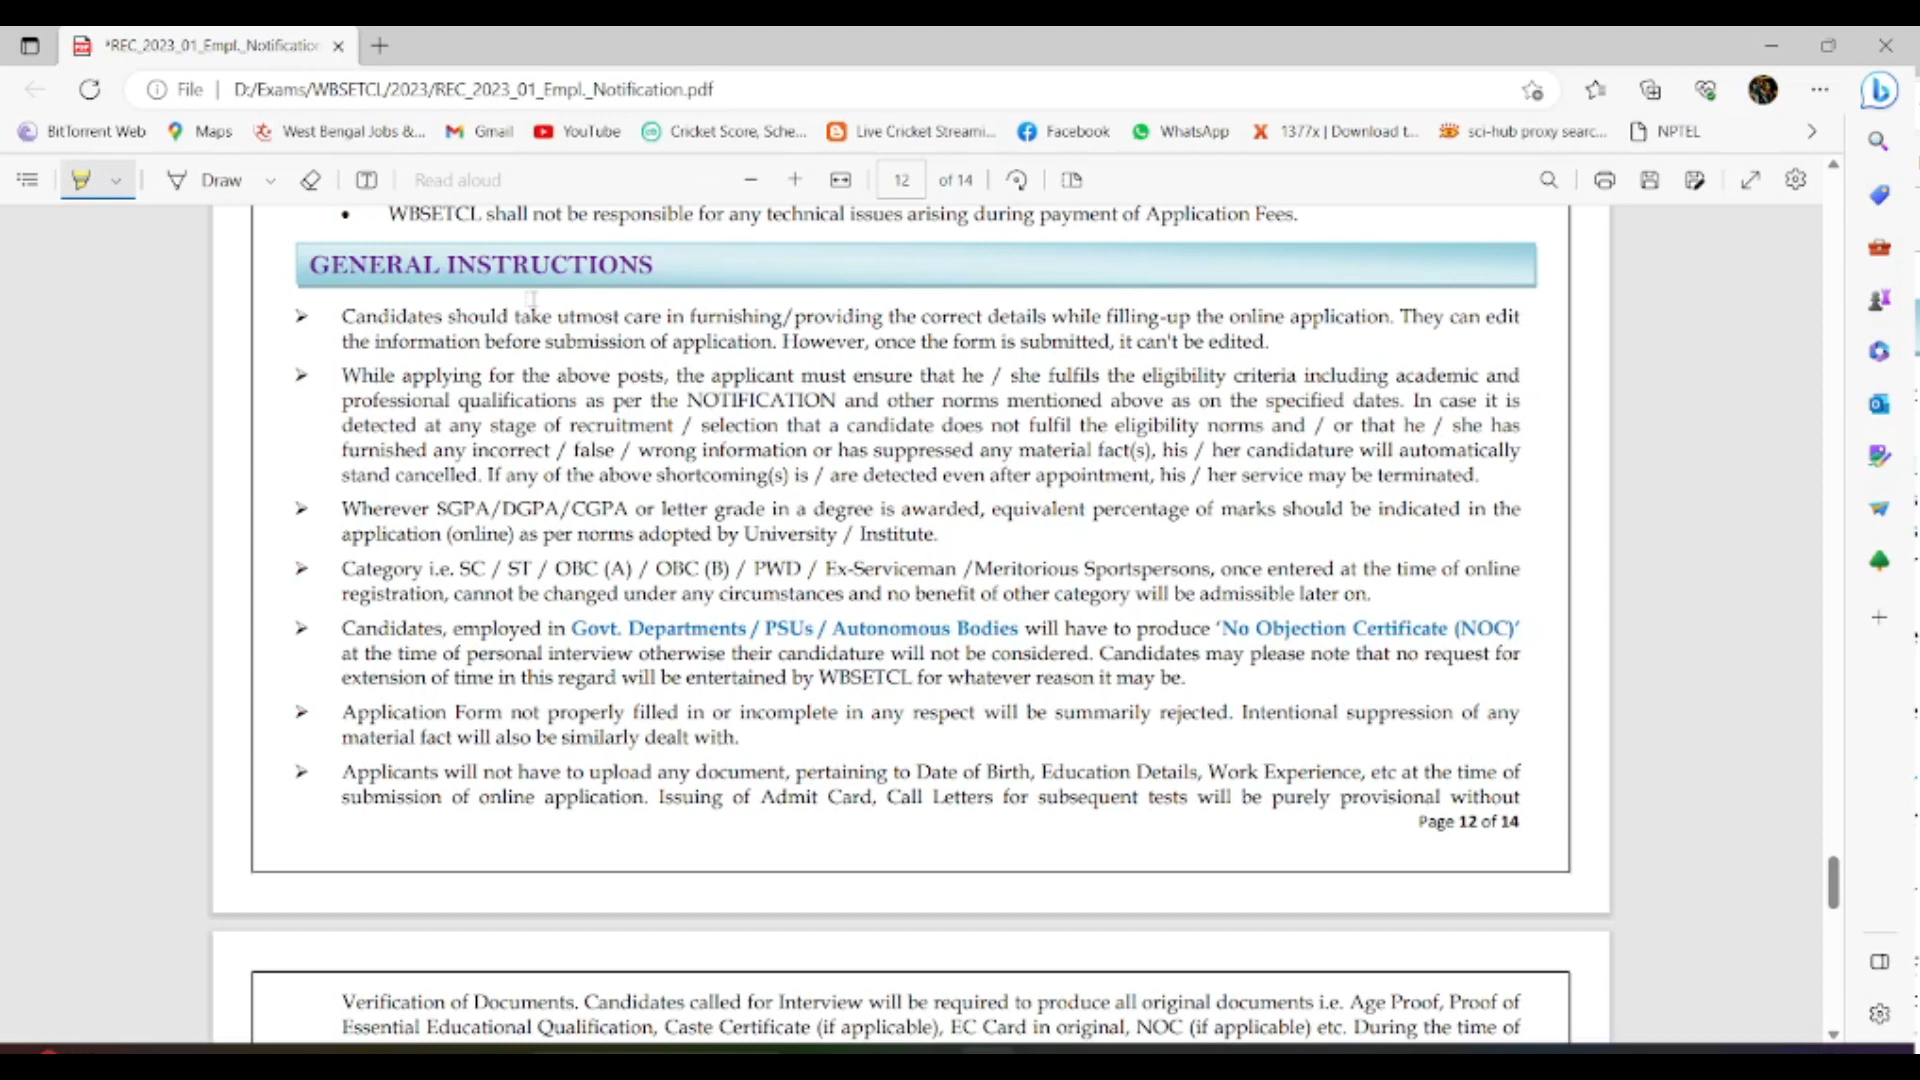 *REC_2023_01_Empl._Notification
File | D:/Exams/WBSETCL/2023/REC_2023_01_Empl._Notification.pdf
BitTorrent Web Maps West Bengal Jobs &... Gmail YouTube Cricket Score, Sche... Live Cricket Streami... Facebook WhatsApp 1377x | Download t... sci-hub proxy searc... NPTEL
Draw Read aloud 12 of 14
• WBSETCL shall not be responsible for any technical issues arising during payment of Application Fees.
GENERAL INSTRUCTIONS
➢ Candidates should take utmost care in furnishing/providing the correct details while filling-up the online application. They can edit
the information before submission of application. However, once the form is submitted, it can't be edited.
➢ While applying for the above posts, the applicant must ensure that he / she fulfils the eligibility criteria including academic and
professional qualifications as per the NOTIFICATION and other norms mentioned above as on the specified dates. In case it is
detected at any stage of recruitment / selection that a candidate does not fulfil the eligibility norms and / or that he / she has
furnished any incorrect / false / wrong information or has suppressed any material fact(s), his / her candidature will automatically
stand cancelled. If any of the above shortcoming(s) is / are detected even after appointment, his / her service may be terminated.
➢ Wherever SGPA/DGPA/CGPA or letter grade in a degree is awarded, equivalent percentage of marks should be indicated in the
application (online) as per norms adopted by University / Institute.
➢ Category i.e. SC / ST / OBC (A) / OBC (B) / PWD / Ex-Serviceman /Meritorious Sportspersons, once entered at the time of online
registration, cannot be changed under any circumstances and no benefit of other category will be admissible later on.
➢ Candidates, employed in Govt. Departments / PSUs / Autonomous Bodies will have to produce 'No Objection Certificate (NOC)'
at the time of personal interview otherwise their candidature will not be considered. Candidates may please note that no request for
extension of time in this regard will be entertained by WBSETCL for whatever reason it may be.
➢ Application Form not properly filled in or incomplete in any respect will be summarily rejected. Intentional suppression of any
material fact will also be similarly dealt with.
➢ Applicants will not have to upload any document, pertaining to Date of Birth, Education Details, Work Experience, etc at the time of
submission of online application. Issuing of Admit Card, Call Letters for subsequent tests will be purely provisional without
Page 12 of 14
Verification of Documents. Candidates called for Interview will be required to produce all original documents i.e. Age Proof, Proof of
Essential Educational Qualification, Caste Certificate (if applicable), EC Card in original, NOC (if applicable) etc. During the time of